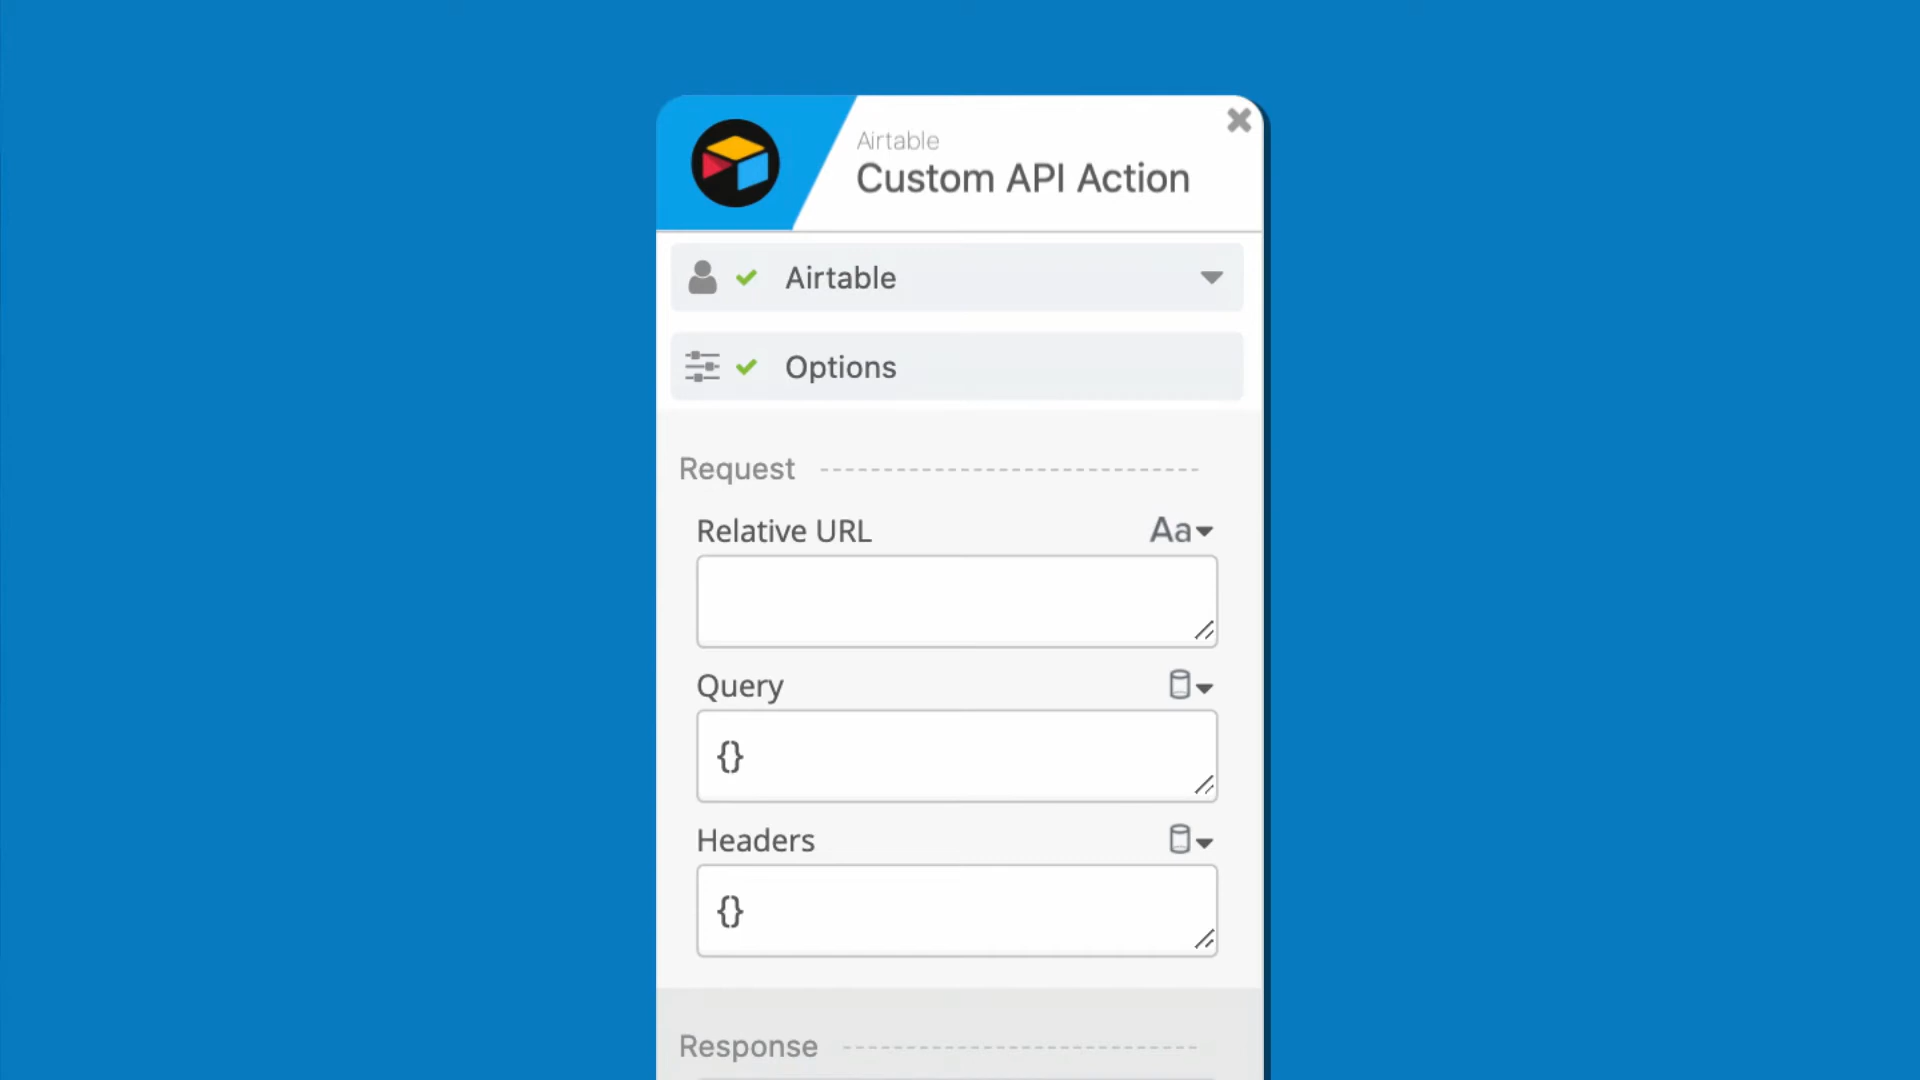 Airtable
Custom API Action
Airtable
Options
Request
Relative URL
Aa
Query
{}
Headers
{}
Response